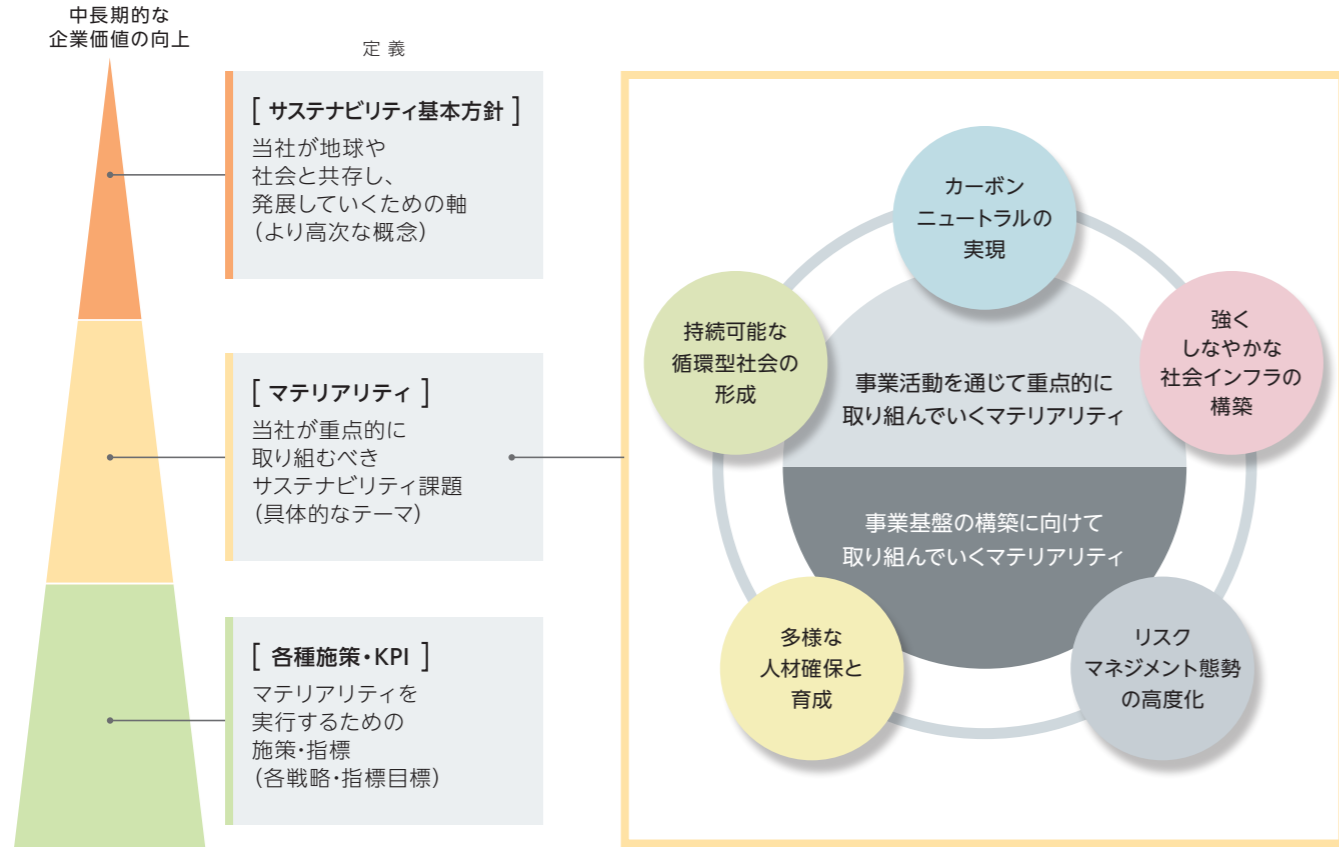 中長期的な
企業価値の向上
定義
[ サステナビリティ基本方針 ]
当社が地球や
社会と共存し、
発展していくための軸
(より高次な概念)
[ マテリアリティ ]
当社が重点的に
取り組むべき
サステナビリティ課題
(具体的なテーマ)
[ 各種施策・KPI ]
マテリアリティを
実行するための
施策・指標
(各戦略・指標目標)
カーボン
ニュートラルの
実現
持続可能な
循環型社会の
形成
強く
しなやかな
社会インフラの
構築
事業活動を通じて重点的に
取り組んでいくマテリアリティ
事業基盤の構築に向けて
取り組んでいくマテリアリティ
多様な
人材確保と
育成
リスク
マネジメント態勢
の高度化